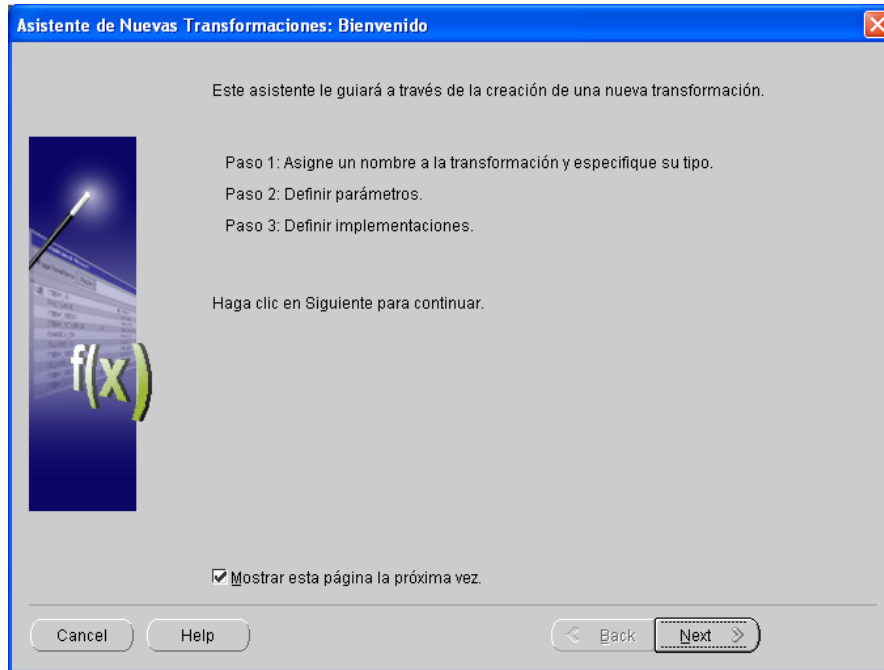 Asistente de Nuevas Transformaciones: Bienvenido
Este asistente le guiará a través de la creación de una nueva transformación.
Paso 1: Asigne un nombre a la transformación y especifique su tipo.
Paso 2: Definir parámetros.
Paso 3: Definir implementaciones.
f(x)
Haga clic en Siguiente para continuar.
Mostrar esta página la próxima vez.
Cancel Help Back Next